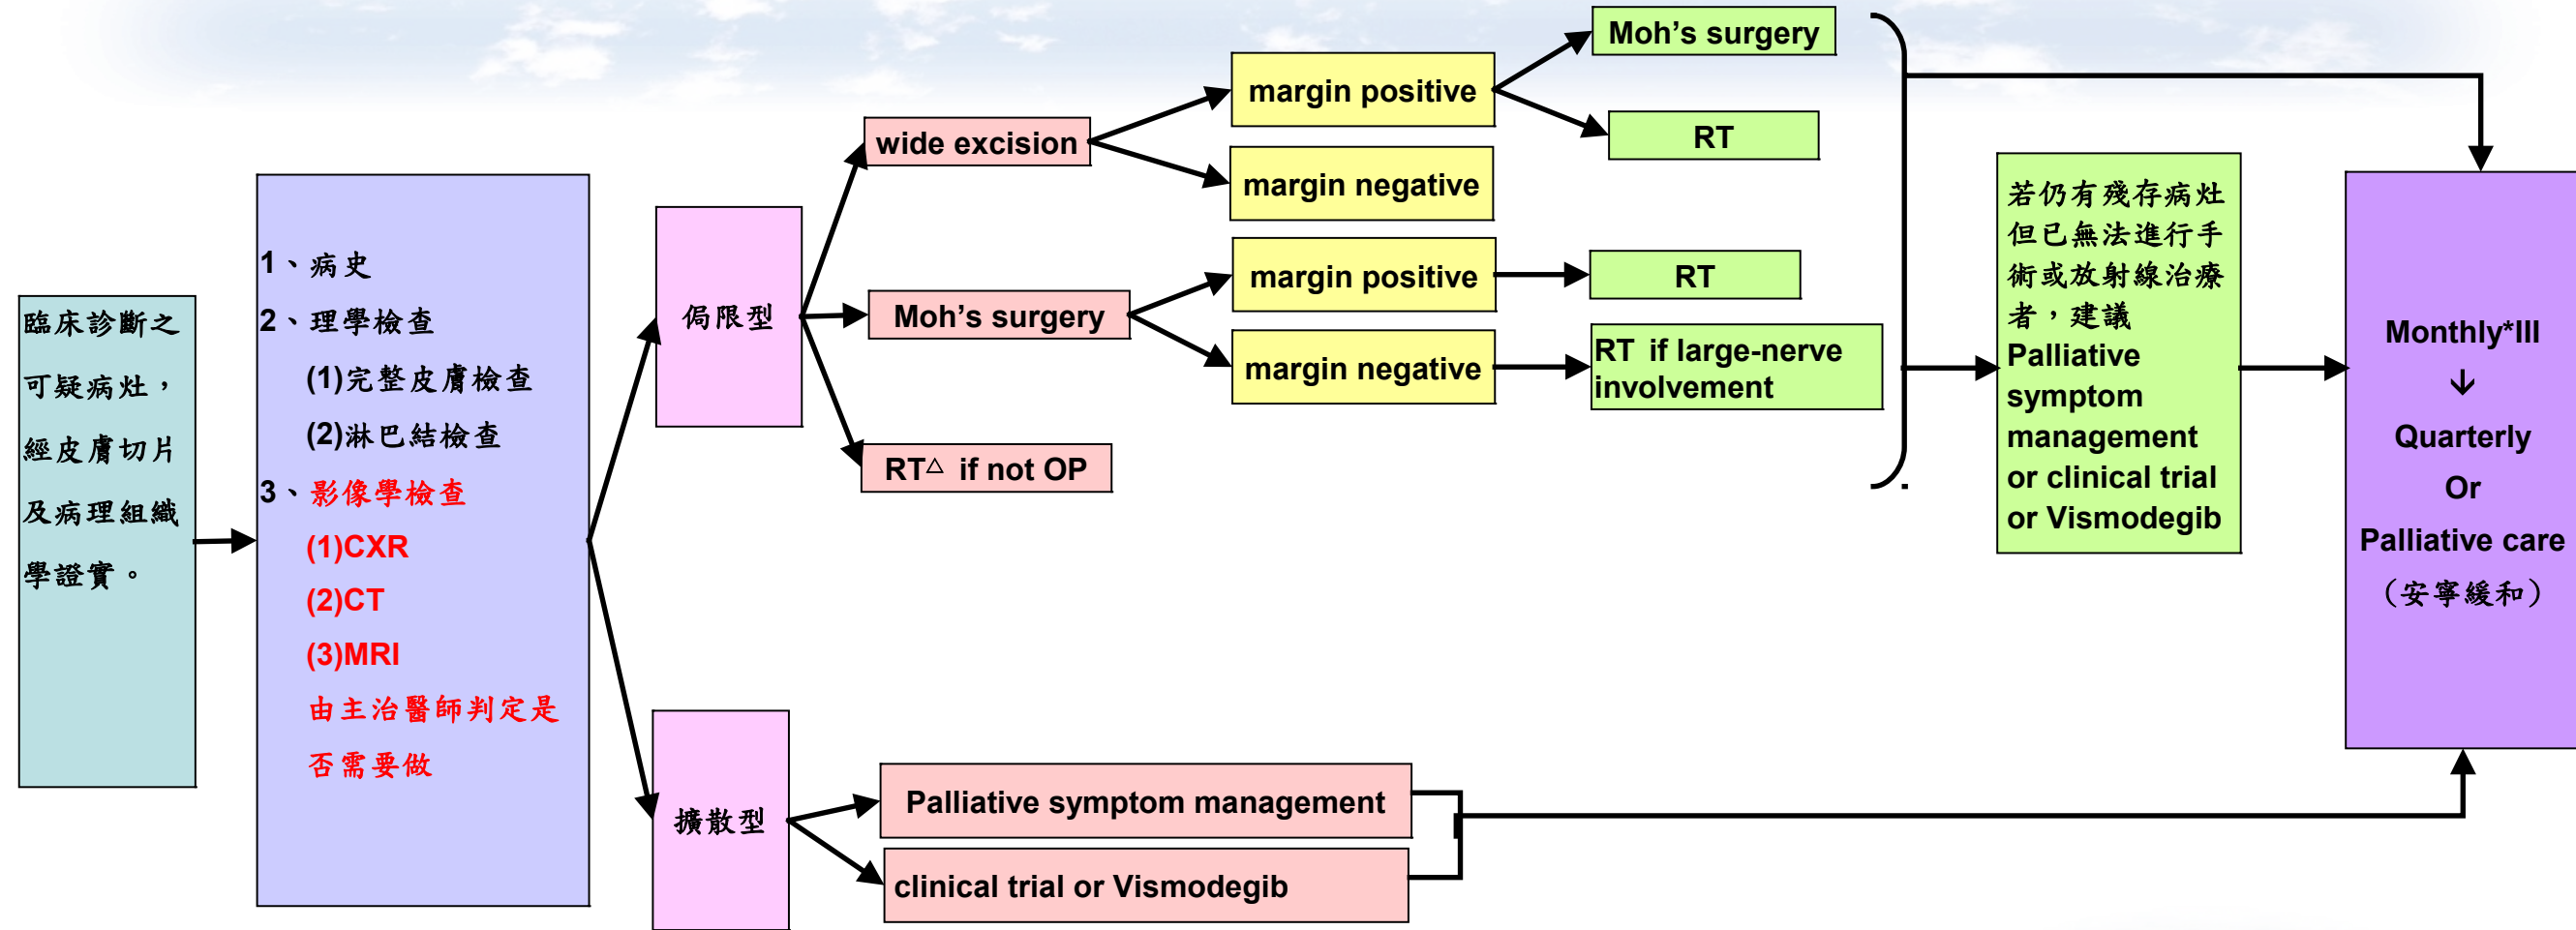 臨床診斷之
可疑病灶，
經皮膚切片
及病理組織
學證實。
1、病史
2、理學檢查
(1)完整皮膚檢查
(2)淋巴結檢查
3、影像學檢查
(1)CXR
(2)CT
(3)MRI
由主治醫師判定是
否需要做
侷限型
擴散型
wide excision
Moh's surgery
RT△ if not OP
margin positive
margin negative
margin positive
margin negative
Moh's surgery
RT
RT
RT if large-nerve
involvement
Palliative symptom management
clinical trial or Vismodegib
若仍有殘存病灶
但已無法進行手
術或放射線治療
者，建議
Palliative
symptom
management
or clinical trial
or Vismodegib
Monthly*III
↓
Quarterly
Or
Palliative care
（安寧緩和）